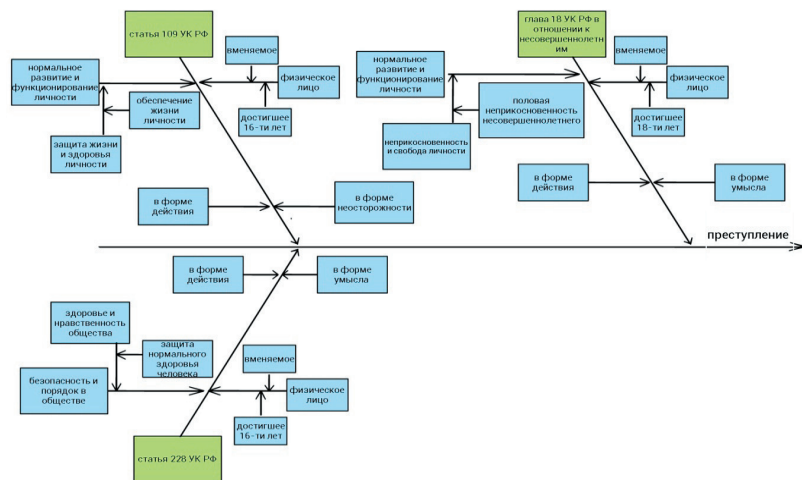 статья 109 УК РФ
вменяемое
нормальное
развитие и
функционирование
личности
физическое
лицо
обеспечение
жизни
личности
достигшее
16-ти лет
защита жизни
и здоровья
личности
в форме
действия
в форме
неосторожности
глава 18 УК РФ в
отношении к
несовершеннолетн
им
вменяемое
нормальное
развитие и
функционирование
личности
физическое
лицо
половая
неприкосновенность
несовершеннолетнего
достигшее
18-ти лет
неприкосновенность
и свобода личности
в форме
действия
в форме
умысла
преступление
в форме
действия
в форме
умысла
здоровье и
нравственность
общества
защита
нормального
здоровья
человека
вменяемое
безопасность и
порядок в
обществе
физическое
лицо
достигшее
16-ти лет
статья 228 УК РФ